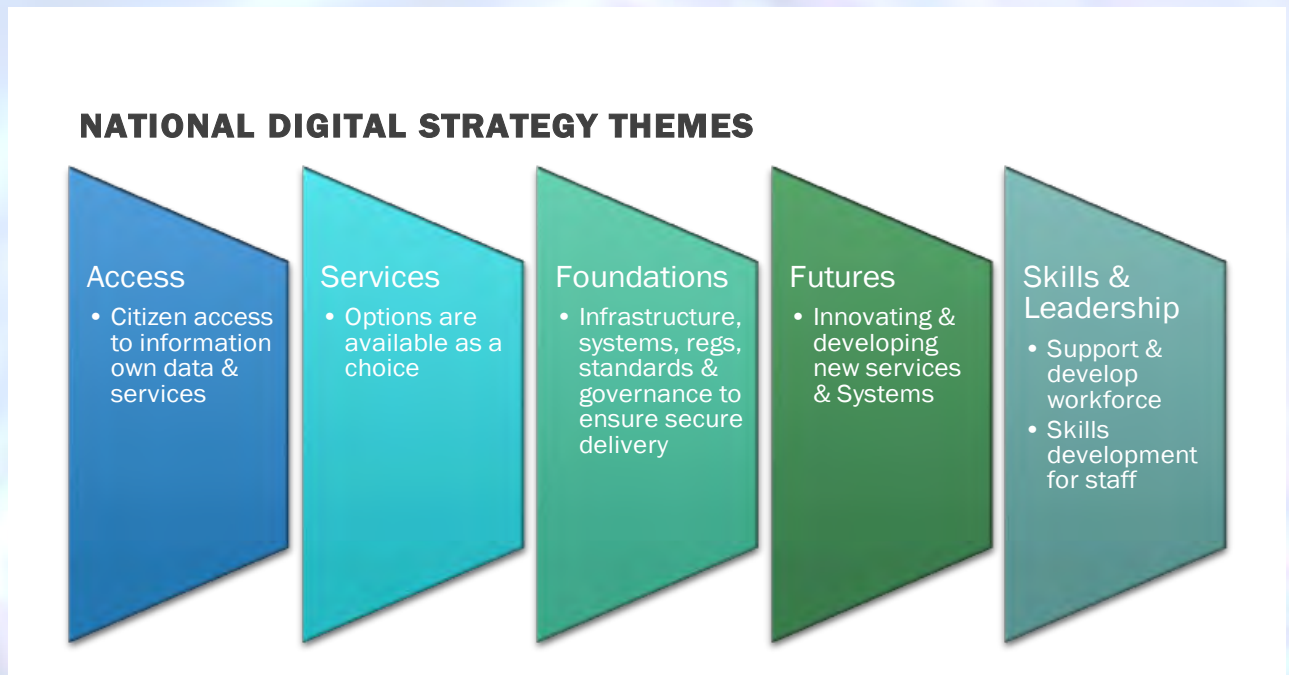 NATIONAL DIGITAL STRATEGY THEMES
Access
• Citizen access
to information
own data &
services
Services
• Options are
available as a
choice
Foundations
• Infrastructure,
systems, regs,
standards &
governance to
ensure secure
delivery
Futures
• Innovating &
developing
new services
& Systems
Skills &
Leadership
• Support &
develop
workforce
• Skills
development
for staff